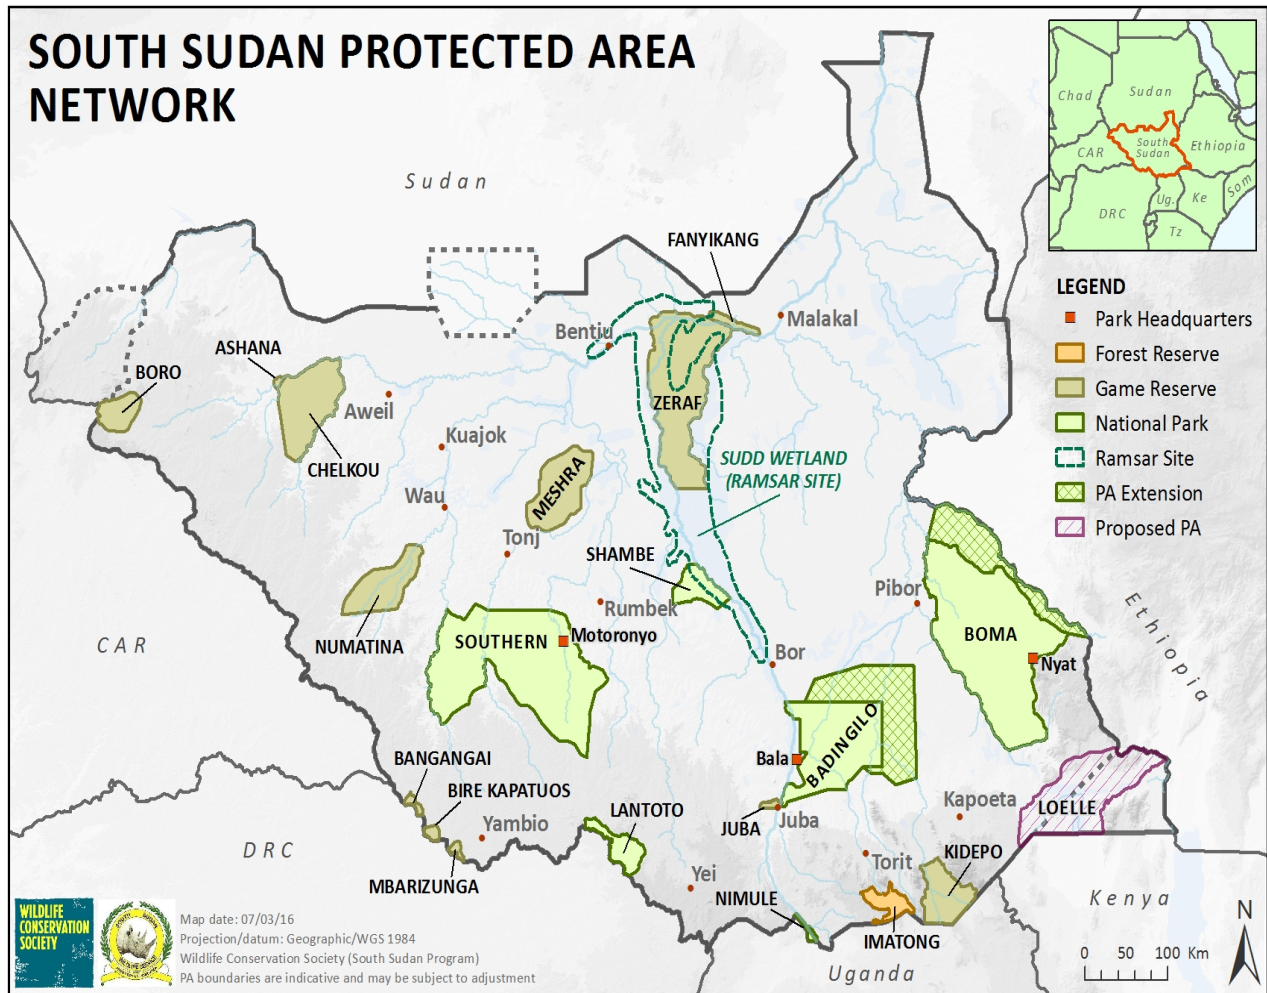 SOUTH SUDAN PROTECTED AREA
NETWORK
Sudan
FANYIKANG
Malakal
Bentiu
ASHANA
BORO
Aweil
ZERAF
CHELKOU
Kuajok
MESHRA
SUDD WETLAND
(RAMSAR SITE)
Wau
Tonj
SHAMBE
Pibor
Rumbek
NUMATINA
SOUTHERN
Motoronyo
BOMA
Nyat
Ethiopia
CAR
Bor
BADINGILO
Bala
BANGANGAI
BIRE KAPATUOS
LANTOTO
Yambio
JUBA
Juba
Kapoeta
LOELLE
DRC
MBARIZUNGA
Torit
KIDEPO
Yei
NIMULE
IMATONG
Kenya
Uganda
Chad
Sudan
CAR
South
Sudan
Ethiopia
DRC
Ug.
Ke
Som
Tz
LEGEND
Park Headquarters
Forest Reserve
Game Reserve
National Park
Ramsar Site
PA Extension
Proposed PA
WILDLIFE
CONSERVATION
SOCIETY
Map date: 07/03/16
Projection/datum: Geographic/WGS 1984
Wildlife Conservation Society (South Sudan Program)
PA boundaries are indicative and may be subject to adjustment
N
0 50 100 Km